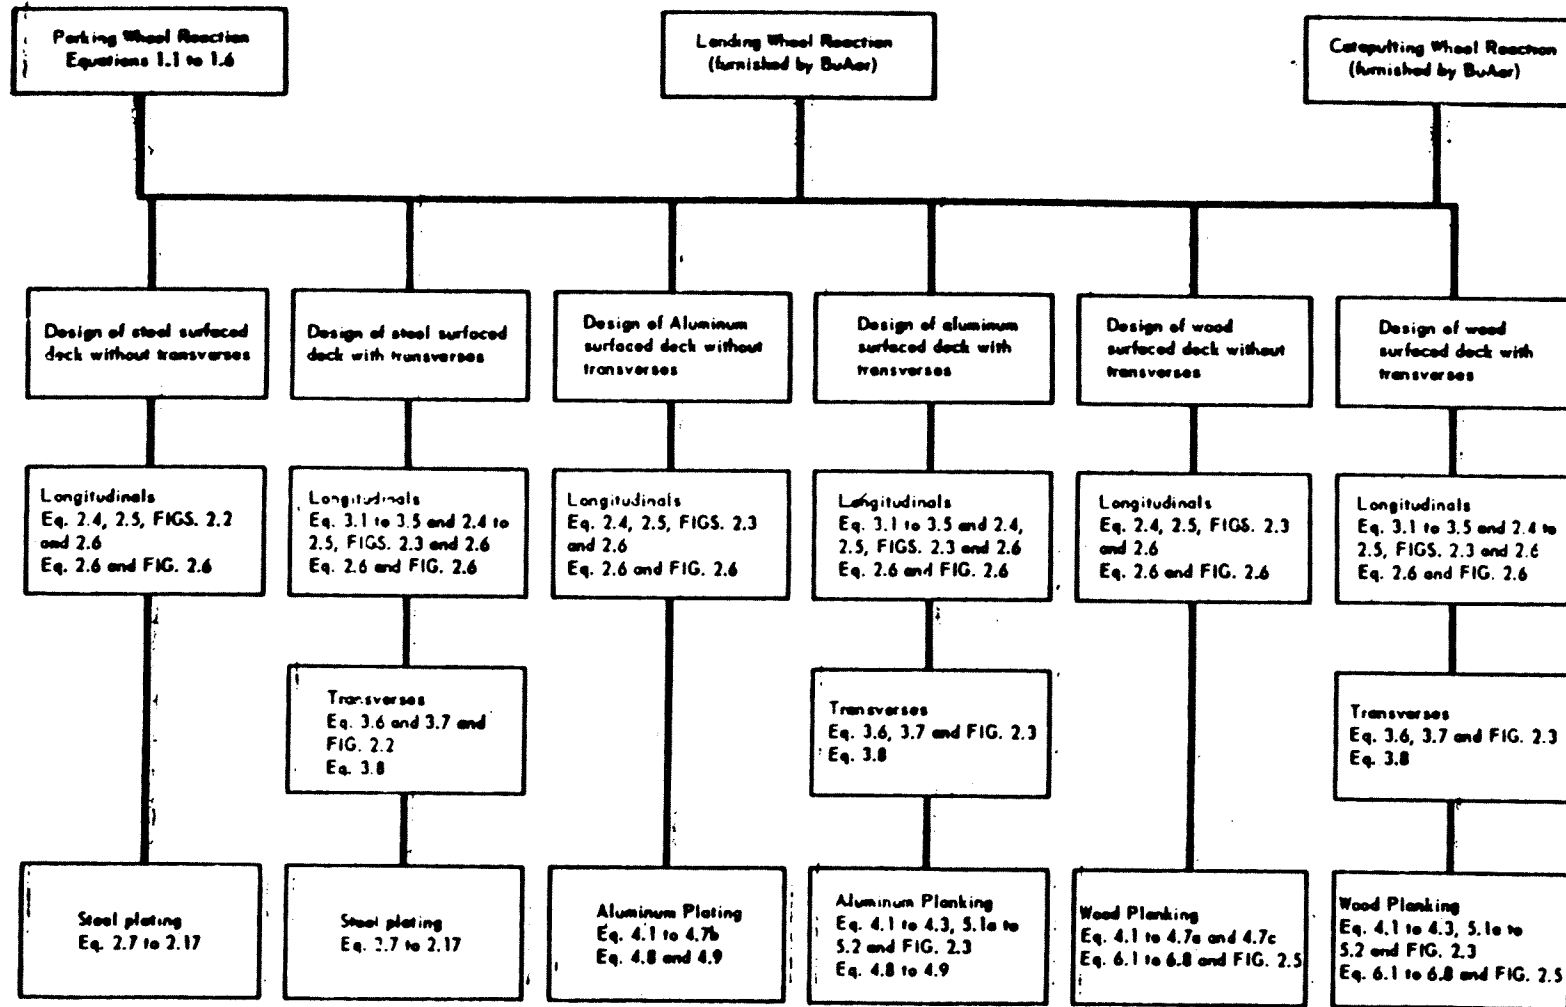 Parking Wheel Reaction
Equations 1.1 to 1.6
Landing Wheel Reaction
(furnished by BuAer)
Catapulting Wheel Reaction
(furnished by BuAer)
Design of steel surfaced
deck without transverses
Design of steel surfaced
deck with transverses
Design of Aluminum
surfaced deck without
transverses
Design of aluminum
surfaced deck with
transverses
Design of wood
surfaced deck without
transverses
Design of wood
surfaced deck with
transverses
Longitudinals
Eq. 2.4, 2.5, FIGS. 2.2
and 2.6
Eq. 2.6 and FIG. 2.6
Longitudinals
Eq. 3.1 to 3.5 and 2.4 to
2.5, FIGS. 2.3 and 2.6
Eq. 2.6 and FIG. 2.6
Longitudinals
Eq. 2.4, 2.5, FIGS. 2.3
and 2.6
Eq. 2.6 and FIG. 2.6
Longitudinals
Eq. 3.1 to 3.5 and 2.4,
2.5, FIGS. 2.3 and 2.6
Eq. 2.6 and FIG. 2.6
Longitudinals
Eq. 2.4, 2.5, FIGS. 2.3
and 2.6
Eq. 2.6 and FIG. 2.6
Longitudinals
Eq. 3.1 to 3.5 and 2.4 to
2.5, FIGS. 2.3 and 2.6
Eq. 2.6 and FIG. 2.6
Transverses
Eq. 3.6 and 3.7 and
FIG. 2.2
Eq. 3.8
Transverses
Eq. 3.6, 3.7 and FIG. 2.3
Eq. 3.8
Transverses
Eq. 3.6, 3.7 and FIG. 2.3
Eq. 3.8
Steel plating
Eq. 2.7 to 2.17
Steel plating
Eq. 2.7 to 2.17
Aluminum Plating
Eq. 4.1 to 4.7b
Eq. 4.8 and 4.9
Aluminum Planking
Eq. 4.1 to 4.3, 5.1a to
5.2 and FIG. 2.3
Eq. 4.8 to 4.9
Wood Planking
Eq. 4.1 to 4.7a and 4.7c
Eq. 6.1 to 6.8 and FIG. 2.5
Wood Planking
Eq. 4.1 to 4.3, 5.1a to
5.2 and FIG. 2.3
Eq. 6.1 to 6.8 and FIG. 2.5